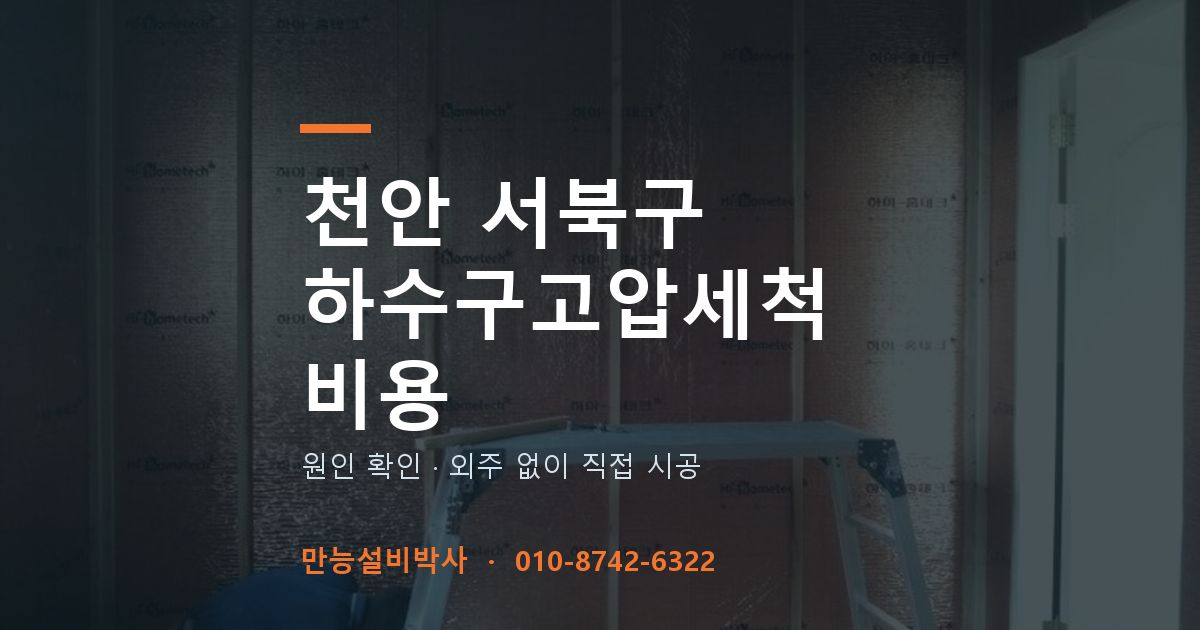 천안 서북구
하수구고압세척
비용
원인 확인 · 외주 없이 직접 시공
만능설비박사 · 010-8742-6322